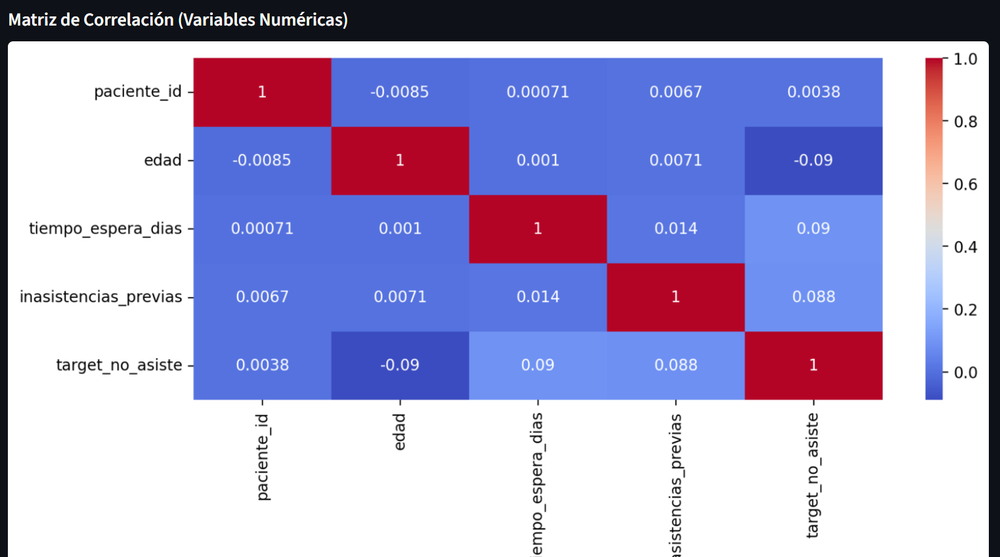 Matriz de Correlación (Variables Numéricas)
paciente_id 1 -0.0085 0.00071 0.0067 0.0038
edad -0.0085 1 0.001 0.0071 -0.09
tiempo_espera_dias 0.00071 0.001 1 0.014 0.09
inasistencias_previas 0.0067 0.0071 0.014 1 0.088
target_no_asiste 0.0038 -0.09 0.09 0.088 1
paciente_id
edad
iempo_espera_dias
asistencias_previas
target_no_asiste
1.0
0.8
0.6
0.4
0.2
0.0